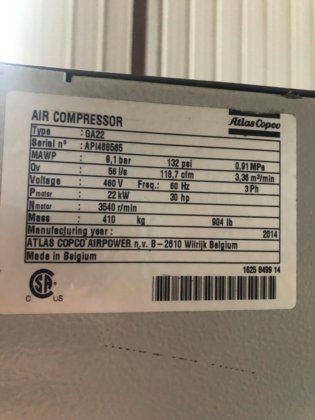 AIR COMPRESSOR
Atlas Copco
Type : GA22
Serial n° : API468565
MAWP : 9,1 bar 132 psi 0.91 MPa
Qv : 56 l/s 118,7 cfm 3,36 m³/min
Voltage : 460 V Freq.: 60 Hz 3 Ph
Pmotor : 22 kW 30 hp
Nmotor : 3540 r/min
Mass : 410 kg 904 lb
Manufacturing year : 2014
ATLAS COPCO AIRPOWER n.v. B-2610 Wilrijk Belgium
Made in Belgium
1625 9499 14
C US